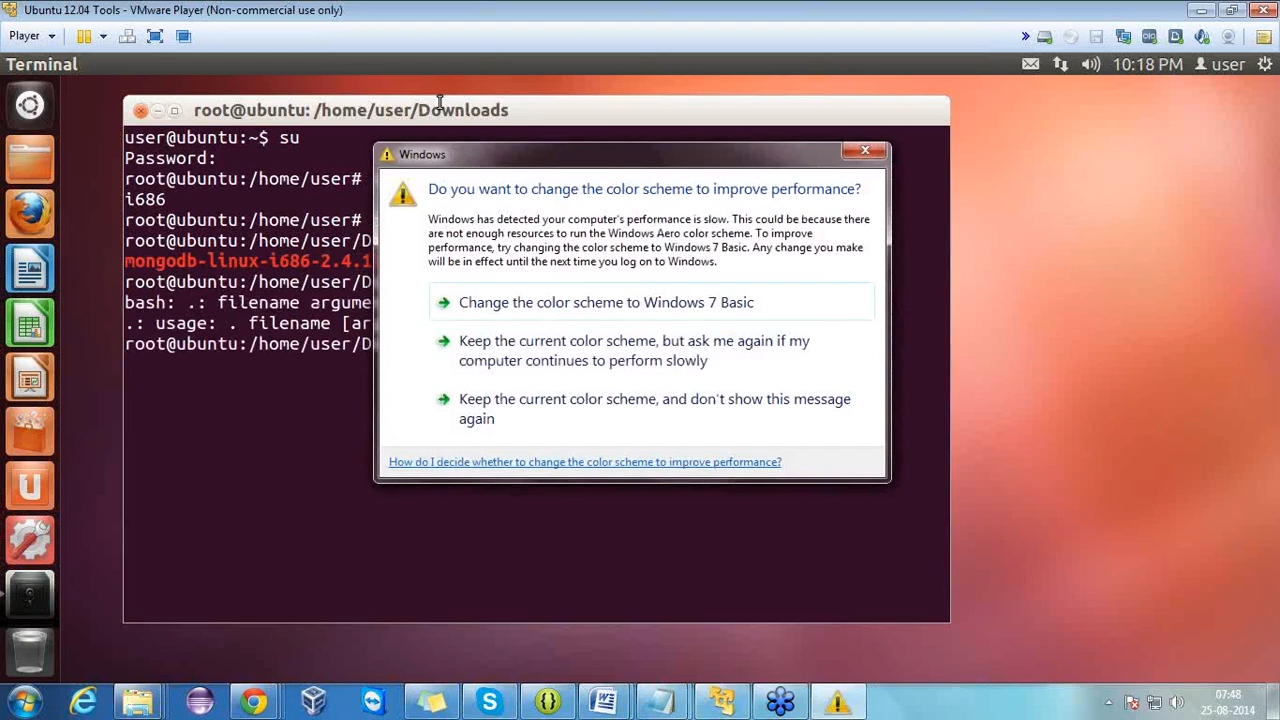 Ubuntu 12.04 Tools - VMware Player (Non-commercial use only)
Player
Terminal
10:18 PM
user
root@ubuntu: /home/user/Downloads
user@ubuntu:~$ su
Password:
root@ubuntu:/home/user#
i686
root@ubuntu:/home/user#
root@ubuntu:/home/user/D
mongodb-linux-i686-2.4.1
root@ubuntu:/home/user/D
bash: .: filename argume
.: usage: . filename [ar
root@ubuntu:/home/user/D
Windows
Do you want to change the color scheme to improve performance?
Windows has detected your computer's performance is slow. This could be because there
are not enough resources to run the Windows Aero color scheme. To improve
performance, try changing the color scheme to Windows 7 Basic. Any change you make
will be in effect until the next time you log on to Windows.
Change the color scheme to Windows 7 Basic
Keep the current color scheme, but ask me again if my
computer continues to perform slowly
Keep the current color scheme, and don't show this message
again
How do I decide whether to change the color scheme to improve performance?
07:48
25-08-2014